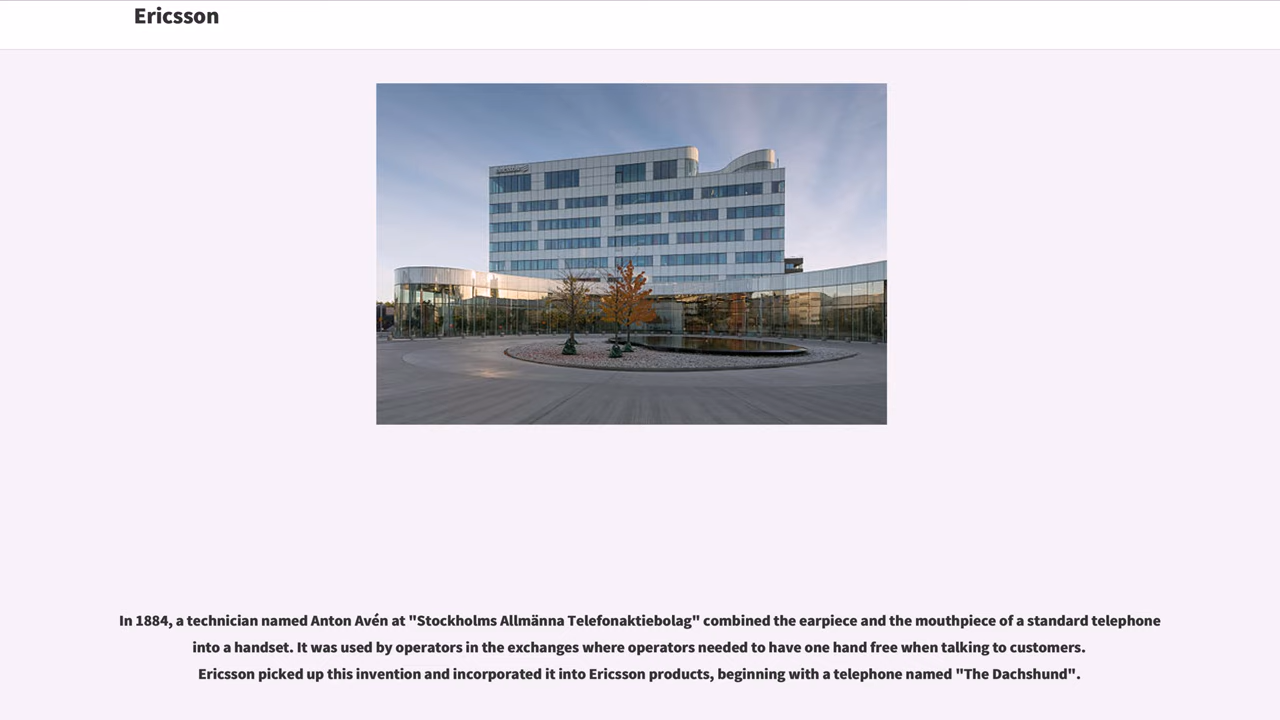 Ericsson
In 1884, a technician named Anton Avén at "Stockholms Allmänna Telefonaktiebolag" combined the earpiece and the mouthpiece of a standard telephone
into a handset. It was used by operators in the exchanges where operators needed to have one hand free when talking to customers.
Ericsson picked up this invention and incorporated it into Ericsson products, beginning with a telephone named "The Dachshund".